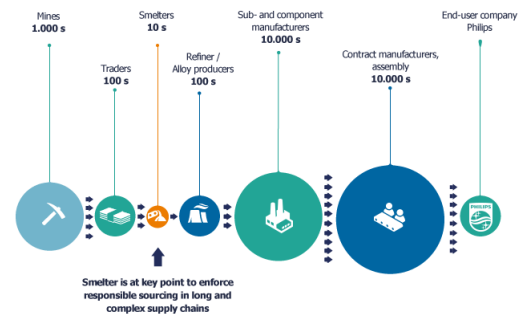 Mines
1.000 s
Smelters
10 s
Sub- and component
manufacturers
10.000 s
End-user company
Philips
Traders
100 s
Refiner /
Alloy producers
100 s
Contract manufacturers,
assembly
10.000 s
PHILIPS
Smelter is at key point to enforce
responsible sourcing in long and
complex supply chains